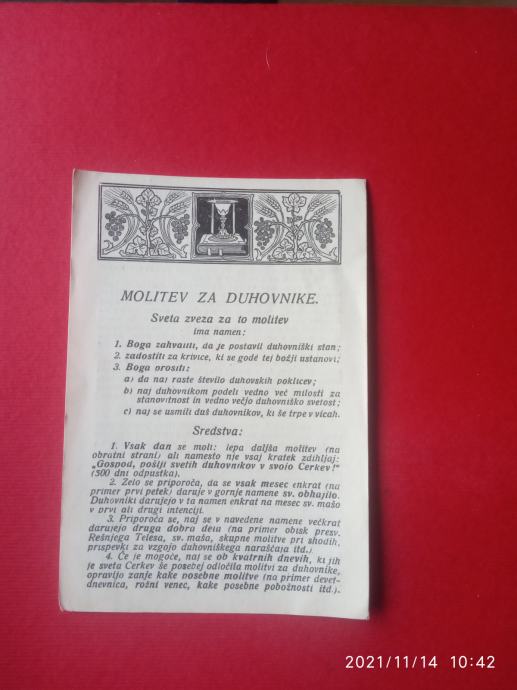 MOLITEV ZA DUHOVNIKE.
Sveta zveza za to molitev
ima namen:
1. Boga zahvaliti, da je postavil duhovniški stan;
2. zadostiti za krivice, ki se gode tej božji ustanovi;
3. Boga prositi:
a) da naj raste število duhovskih poklicev;
b) naj duhovnikom podeli vedno več milosti za
stanovitnost in vedno večjo duhovniško svetost;
c) naj se usmili duš duhovnikov, ki še trpe v vicah.
Sredstva:
1. Vsak dan se moli: lepa daljša molitev (na
obratni strani) ali namesto nje vsaj kratek zdihljaj:
„Gospod, pošlji svetih duhovnikov v svojo Cerkev!"
(300 dni odpustka).
2. Zelo se priporoča, da se vsak mesec enkrat (na
primer prvi petek) daruje v gornje namene sv. obhajilo.
Duhovniki darujejo v ta namen enkrat na mesec sv. mašo
v prvi ali drugi intenciji.
3. Priporoča se, naj se v navedene namene večkrat
darujejo druga dobra dela (na primer obisk presv.
Rešnjega Telesa, sv. maša, skupne molitve pri shodih,
prispevki za vzgojo duhovniškega naraščaja itd.)
4. Če je mogoče, naj se ob kvatrnih dnevih, ki jih
je sveta Cerkev še posebej odločila molitvi za duhovnike,
opravijo zanje kake posebne molitve (na primer devet-
dnevnica, rožni venec, kake posebne pobožnosti itd.).
2021/11/14 10:42